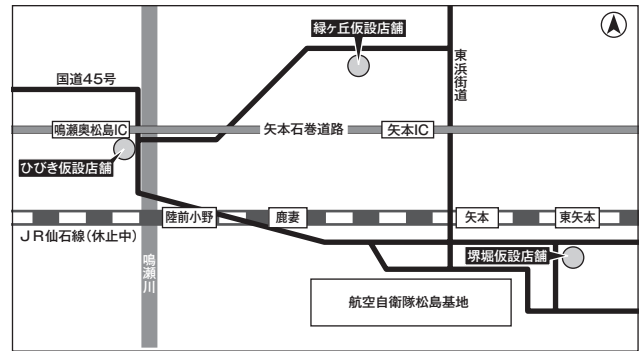 緑ヶ丘仮設店舗
国道45号
東浜街道
鳴瀬奥松島IC
矢本石巻道路
矢本IC
ひびき仮設店舗
陸前小野
鹿妻
矢本
東矢本
JR仙石線(休止中)
鳴瀬川
堺堀仮設店舗
航空自衛隊松島基地